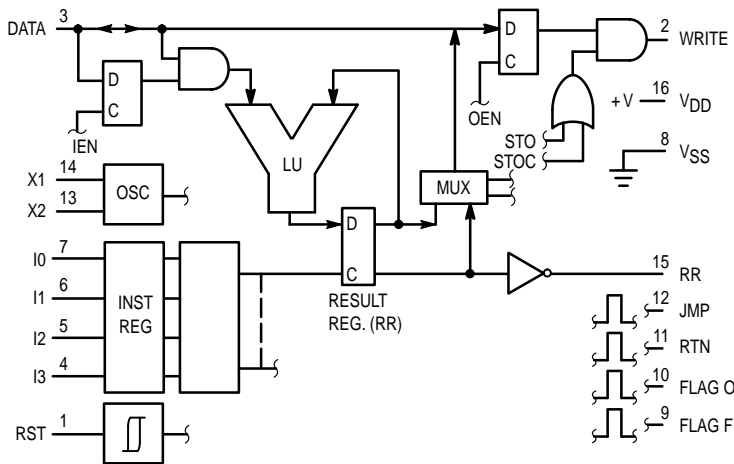 DATA
3
D
C
IEN
D
C
OEN
2
WRITE
16
+V
VDD
STO
STOC
8
VSS
LU
MUX
X1
14
X2
13
OSC
D
C
RESULT
REG. (RR)
I0
7
I1
6
I2
5
I3
4
INST
REG
15
RR
12
JMP
11
RTN
10
FLAG O
9
FLAG F
RST
1